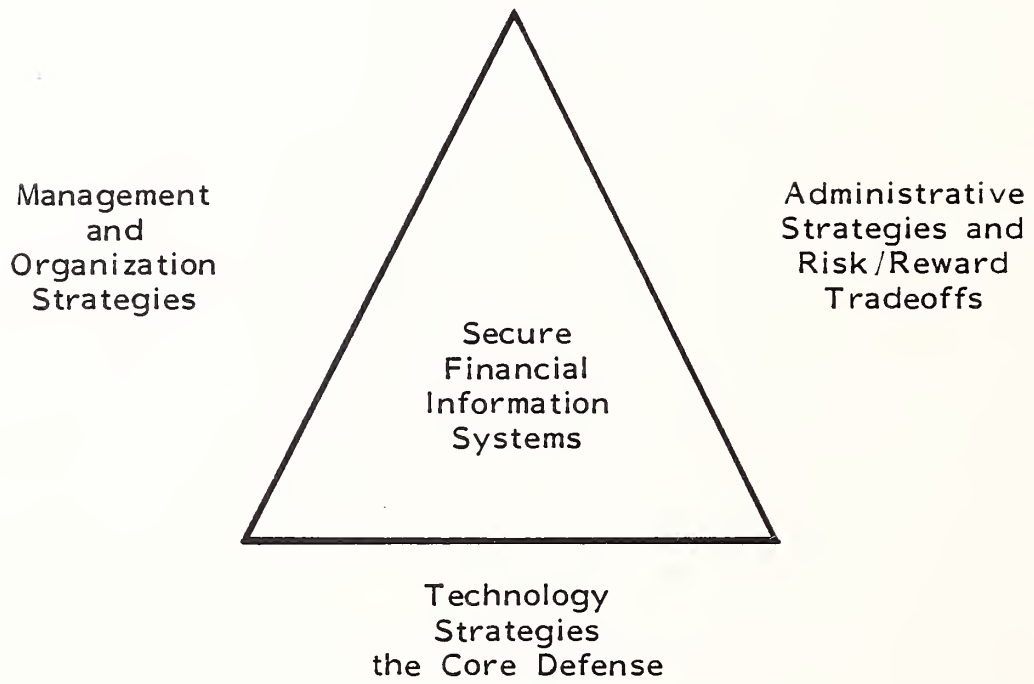 Management
and
Organization
Strategies
Administrative
Strategies and
Risk/Reward
Tradeoffs
Secure
Financial
Information
Systems
Technology
Strategies
the Core Defense